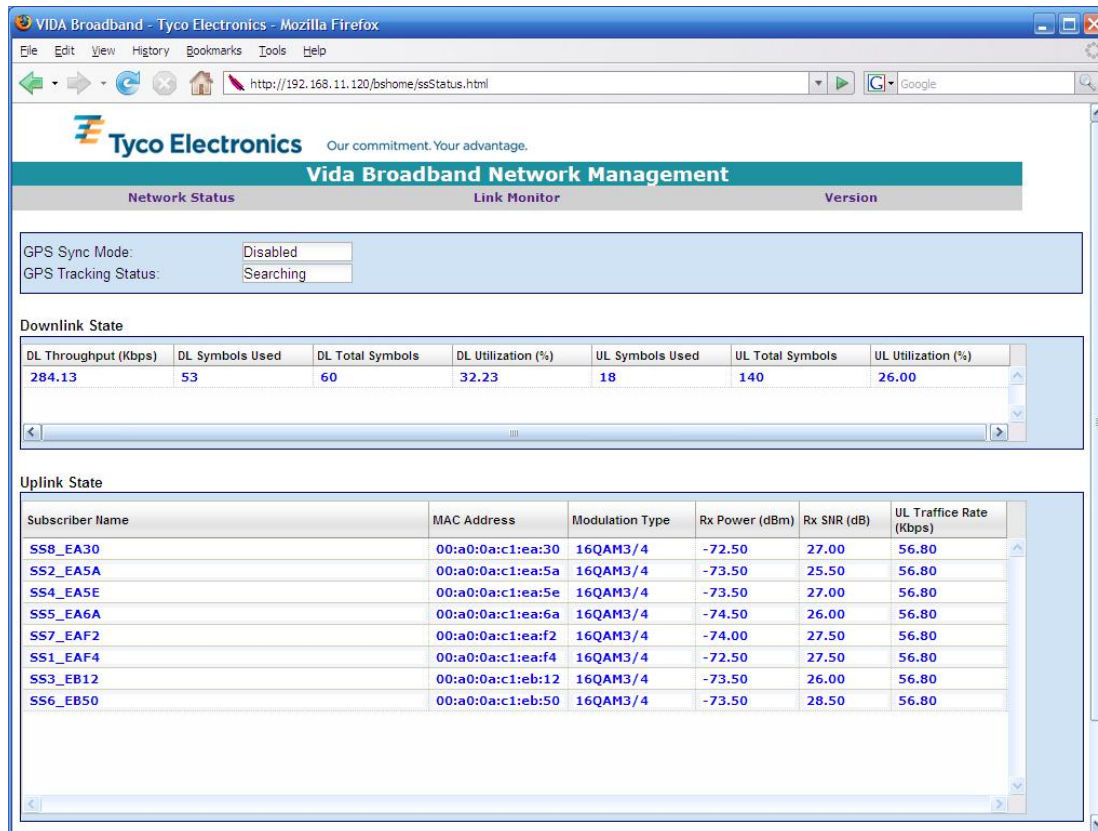 VIDA Broadband - Tyco Electronics - Mozilla Firefox
File Edit View History Bookmarks Tools Help
http://192.168.11.120/bshome/ssStatus.html G Google
Tyco Electronics Our commitment. Your advantage.
Vida Broadband Network Management
Network Status Link Monitor Version
GPS Sync Mode: Disabled
GPS Tracking Status: Searching
Downlink State
DL Throughput (Kbps) DL Symbols Used DL Total Symbols DL Utilization (%) UL Symbols Used UL Total Symbols UL Utilization (%)
284.13 53 60 32.23 18 140 26.00
Uplink State
Subscriber Name MAC Address Modulation Type Rx Power (dBm) Rx SNR (dB) UL Traffice Rate (Kbps)
SS8_EA30 00:a0:0a:c1:ea:30 16QAM3/4 -72.50 27.00 56.80
SS2_EA5A 00:a0:0a:c1:ea:5a 16QAM3/4 -73.50 25.50 56.80
SS4_EA5E 00:a0:0a:c1:ea:5e 16QAM3/4 -73.50 27.00 56.80
SS5_EA6A 00:a0:0a:c1:ea:6a 16QAM3/4 -74.50 26.00 56.80
SS7_EAF2 00:a0:0a:c1:ea:f2 16QAM3/4 -74.00 27.50 56.80
SS1_EAF4 00:a0:0a:c1:ea:f4 16QAM3/4 -72.50 27.50 56.80
SS3_EB12 00:a0:0a:c1:eb:12 16QAM3/4 -73.50 26.00 56.80
SS6_EB50 00:a0:0a:c1:eb:50 16QAM3/4 -73.50 28.50 56.80